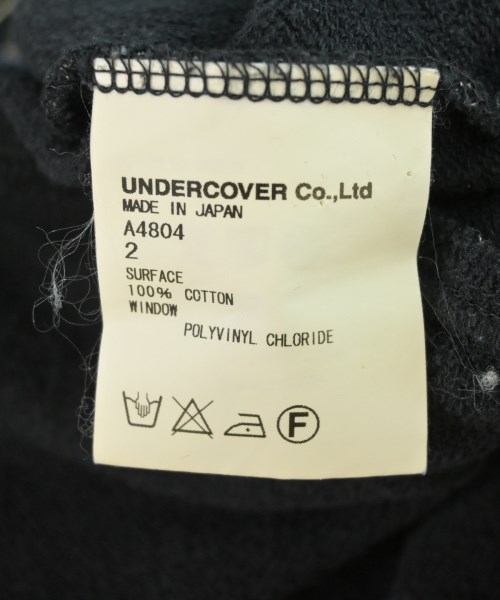 UNDERCOVER Co.,Ltd
MADE IN JAPAN
A4804
2
SURFACE
100% COTTON
WINDOW
POLYVINYL CHLORIDE
F